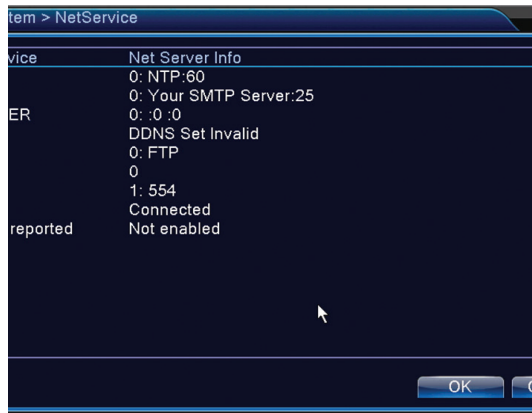 tem > NetService
vice Net Server Info
0: NTP:60
0: Your SMTP Server:25
ER 0: :0 :0
DDNS Set Invalid
0: FTP
0
1: 554
Connected
reported Not enabled
OK